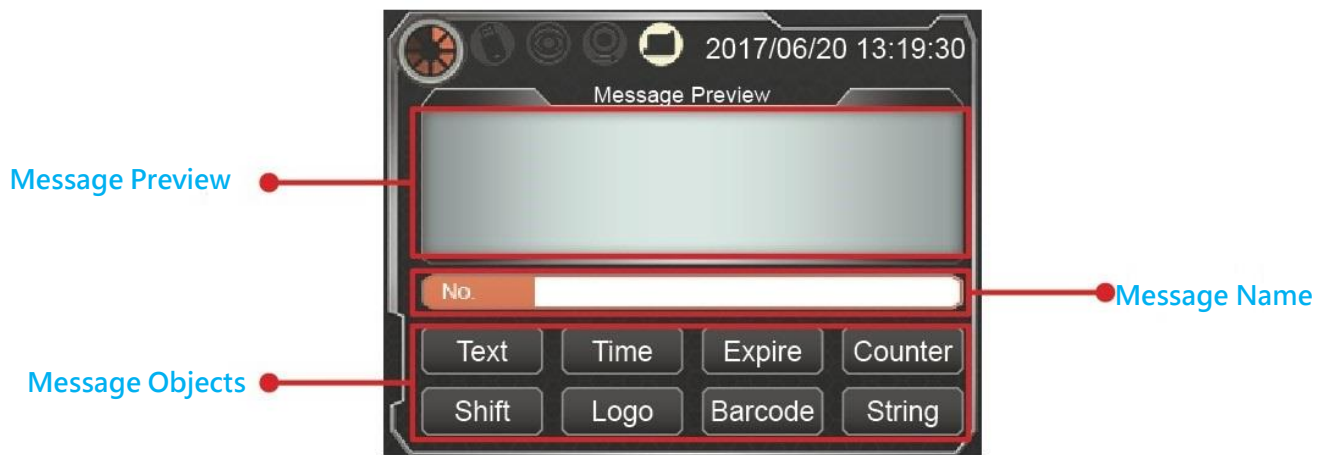 2017/06/20 13:19:30
Message Preview
Message Preview
No.
Message Name
Text Time Expire Counter
Message Objects
Shift Logo Barcode String